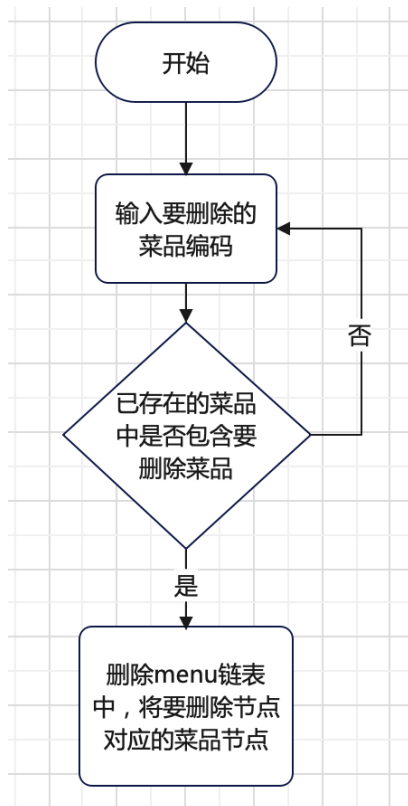 开始
输入要删除的
菜品编码
否
已存在的菜品
中是否包含要
删除菜品
是
删除menu链表
中，将要删除节点
对应的菜品节点